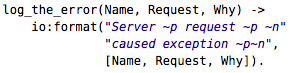 log_the_error(Name, Request, Why) ->
io:format("Server ~p request ~p ~n"
"caused exception ~p~n",
[Name, Request, Why]).